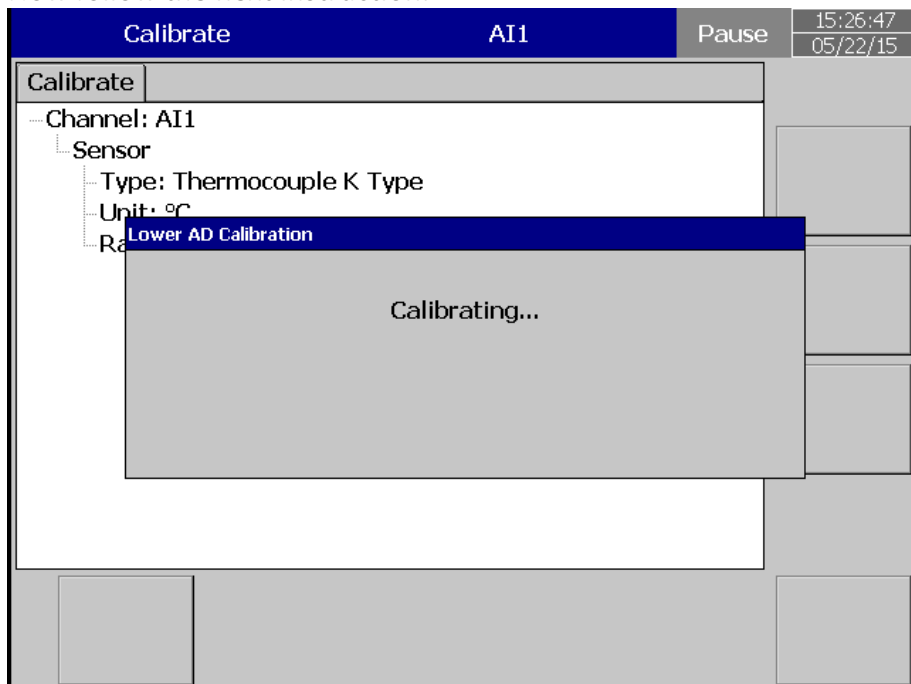 Calibrate AI1 Pause 15:26:47
05/22/15
Calibrate
Channel: AI1
Sensor
Type: Thermocouple K Type
Unit: °C
Ra
Lower AD Calibration
Calibrating...